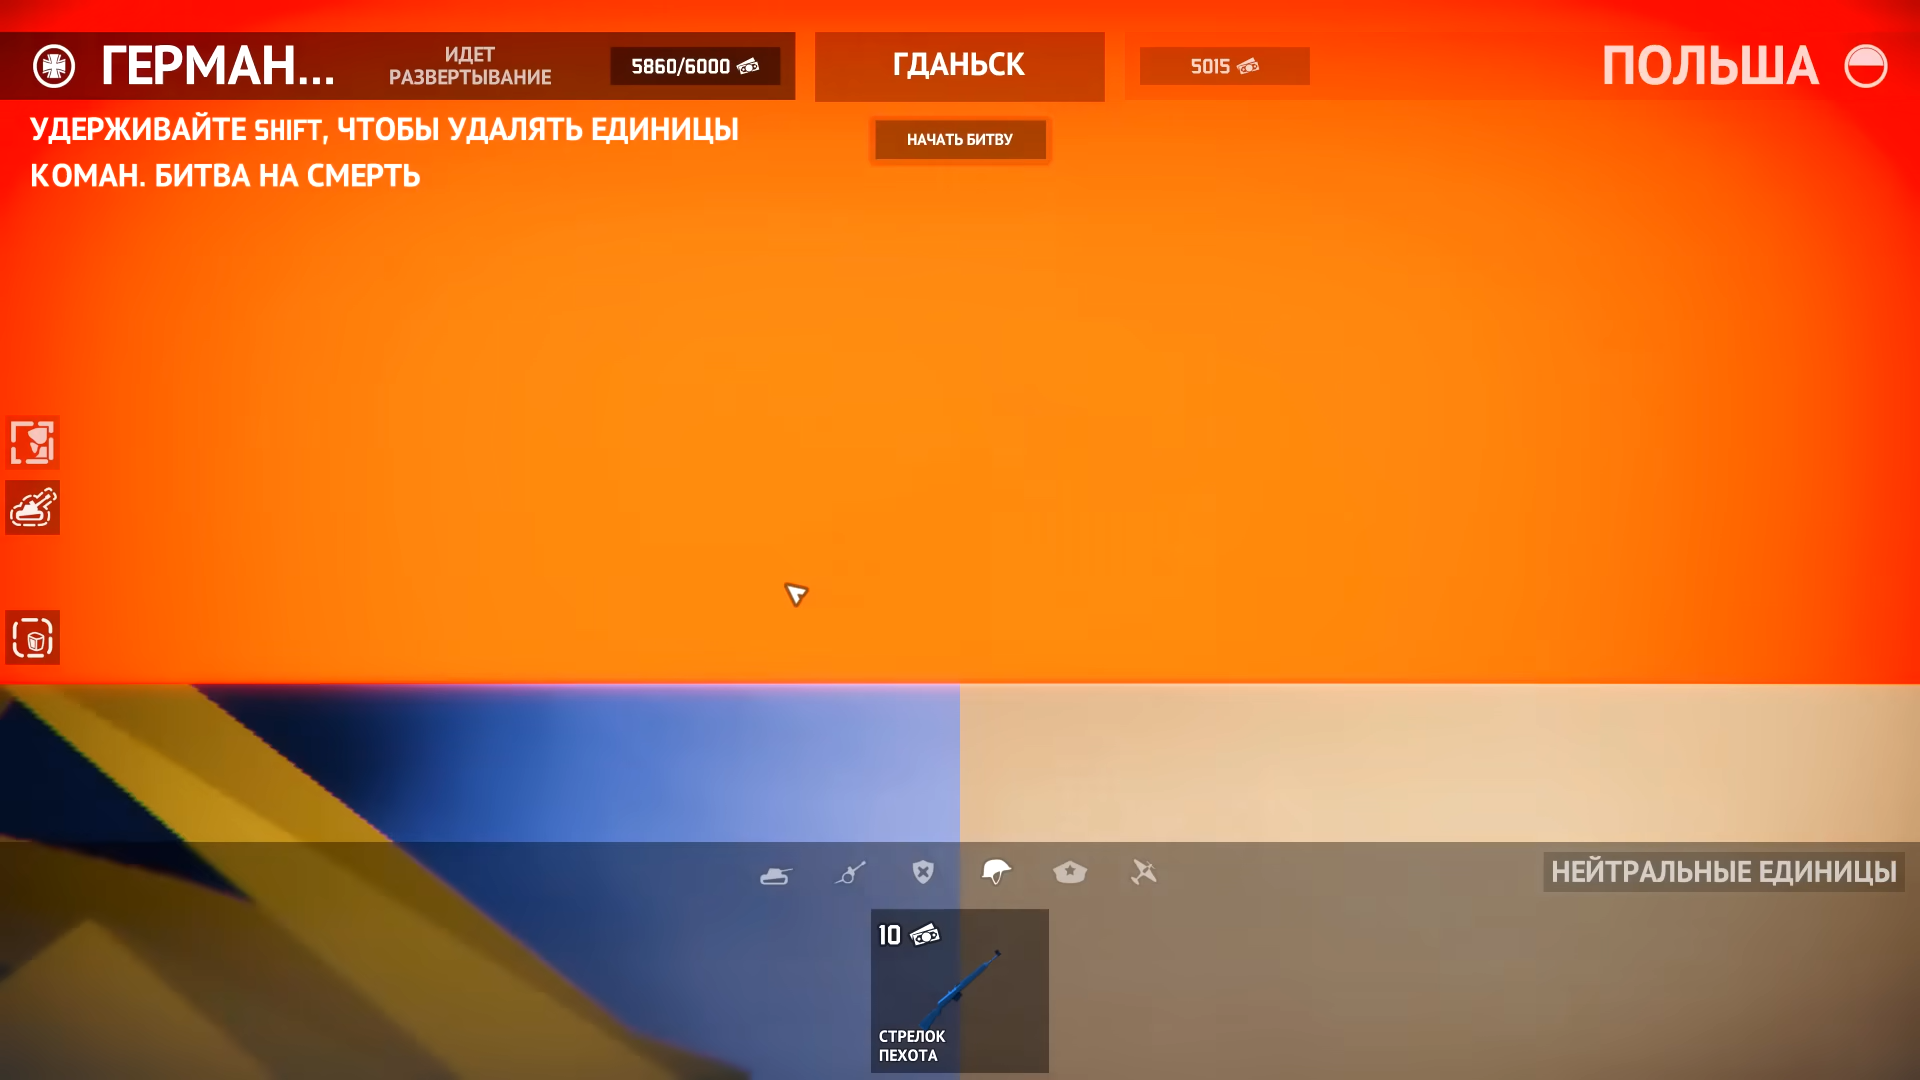 ГЕРМАН...
ИДЕТ
РАЗВЕРТЫВАНИЕ
5860/6000
ГДАНЬСК
5015
ПОЛЬША
УДЕРЖИВАЙТЕ SHIFT, ЧТОБЫ УДАЛЯТЬ ЕДИНИЦЫ
КОМАН. БИТВА НА СМЕРТЬ
НАЧАТЬ БИТВУ
НЕЙТРАЛЬНЫЕ ЕДИНИЦЫ
10
СТРЕЛОК
ПЕХОТА